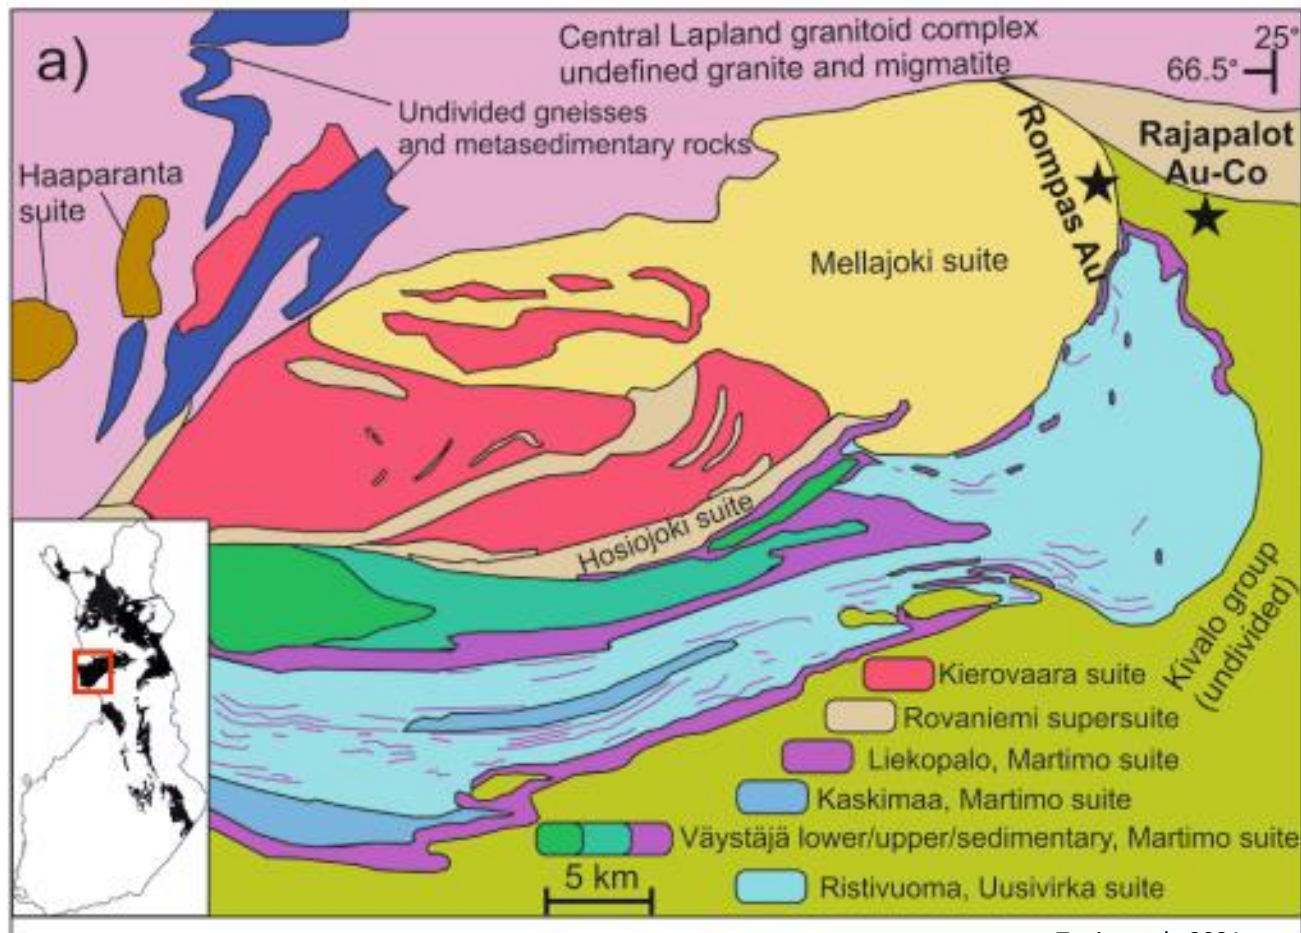 a)
Central Lapland granitoid complex
undefined granite and migmatite
25°
66.5°
Undivided gneisses
and metasedimentary rocks
Haaparanta
suite
Rompas Au
Rajapalot
Au-Co
Mellajoki suite
Hosiojoki suite
Kivalo group
(undivided)
Kierovaara suite
Rovaniemi supersuite
Liekopalo, Martimo suite
Kaskimaa, Martimo suite
Väystäjä lower/upper/sedimentary, Martimo suite
5 km
Ristivuoma, Uusivirka suite